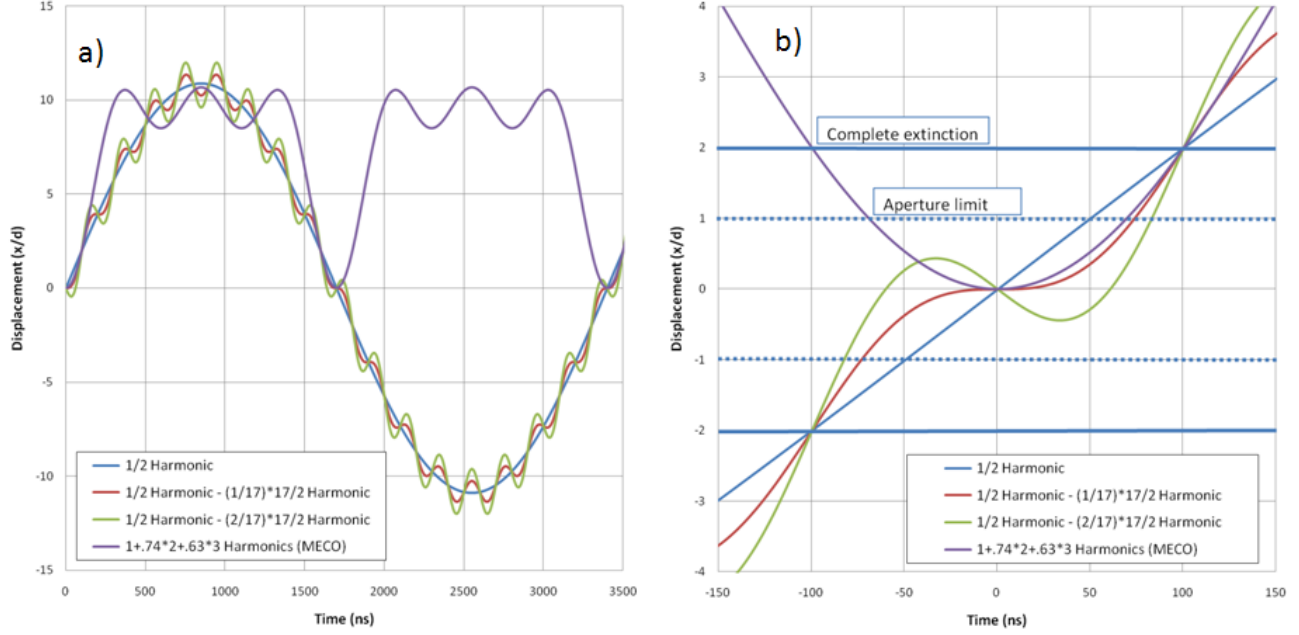 a)
15
10
5
0
-5
-10
-15
Displacement (x/d)
0 500 1000 1500 2000 2500 3000 3500
Time (ns)
1/2 Harmonic
1/2 Harmonic - (1/17)*17/2 Harmonic
1/2 Harmonic - (2/17)*17/2 Harmonic
1+.74*2+.63*3 Harmonics (MECO)
b)
4
3
2
1
0
-1
-2
-3
-4
Displacement (x/d)
Complete extinction
Aperture limit
-150 -100 -50 0 50 100 150
Time (ns)
1/2 Harmonic
1/2 Harmonic - (1/17)*17/2 Harmonic
1/2 Harmonic - (2/17)*17/2 Harmonic
1+.74*2+.63*3 Harmonics (MECO)